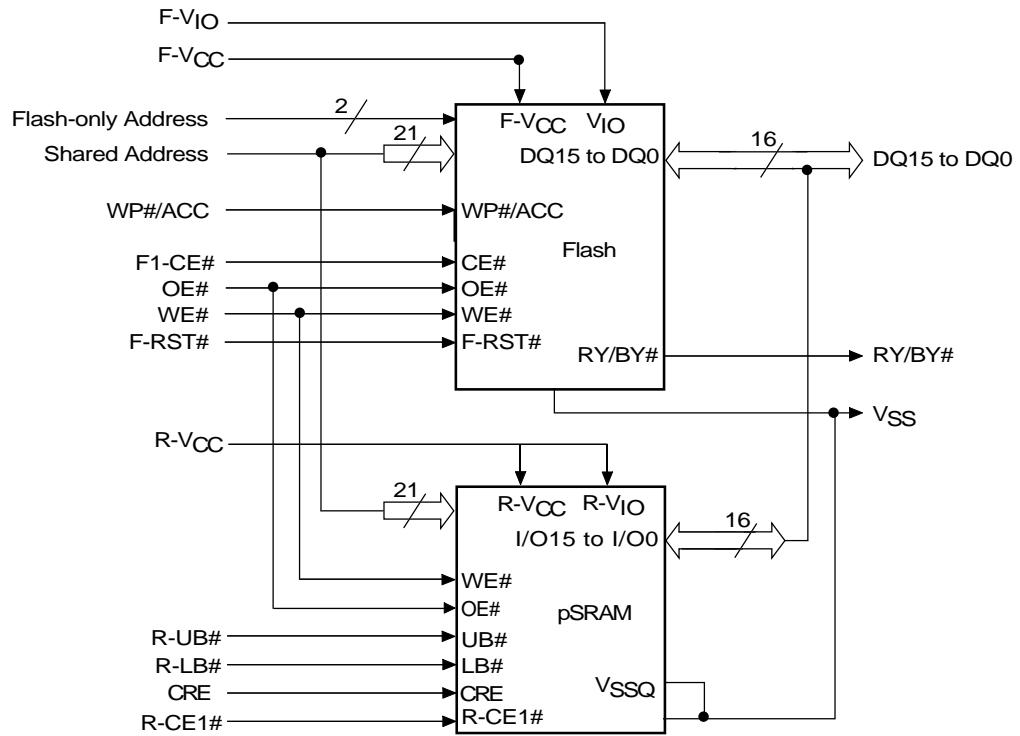 F-VIO
F-VCC
Flash-only Address
2
F-VCC VIO
Shared Address
21
DQ15 to DQ0
16
DQ15 to DQ0
WP#/ACC
WP#/ACC
Flash
F1-CE#
CE#
OE#
OE#
WE#
WE#
F-RST#
F-RST#
RY/BY#
RY/BY#
VSS
R-VCC
21
R-VCC R-VIO
I/O15 to I/O0
16
WE#
OE#
pSRAM
R-UB#
UB#
R-LB#
LB#
CRE
CRE
VSSQ
R-CE1#
R-CE1#